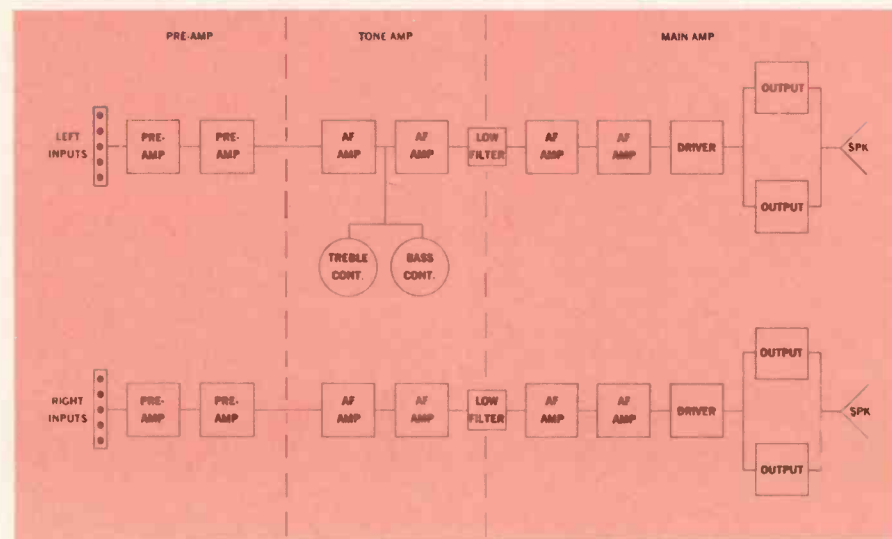 PRE-AMP
TONE AMP
MAIN AMP
LEFT
INPUTS
PRE-
AMP
PRE-
AMP
AF
AMP
AF
AMP
LOW
FILTER
AF
AMP
AF
AMP
DRIVER
OUTPUT
OUTPUT
SPK
TREBLE
CONT.
BASS
CONT.
RIGHT
INPUTS
PRE-
AMP
PRE-
AMP
AF
AMP
AF
AMP
LOW
FILTER
AF
AMP
AF
AMP
DRIVER
OUTPUT
OUTPUT
SPK